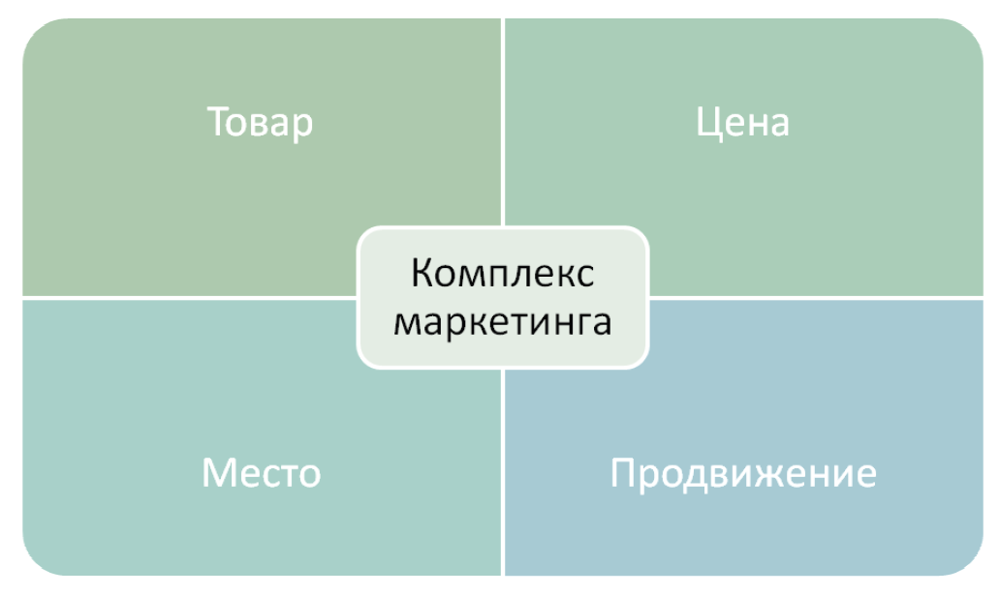 Товар
Цена
Комплекс
маркетинга
Место
Продвижение